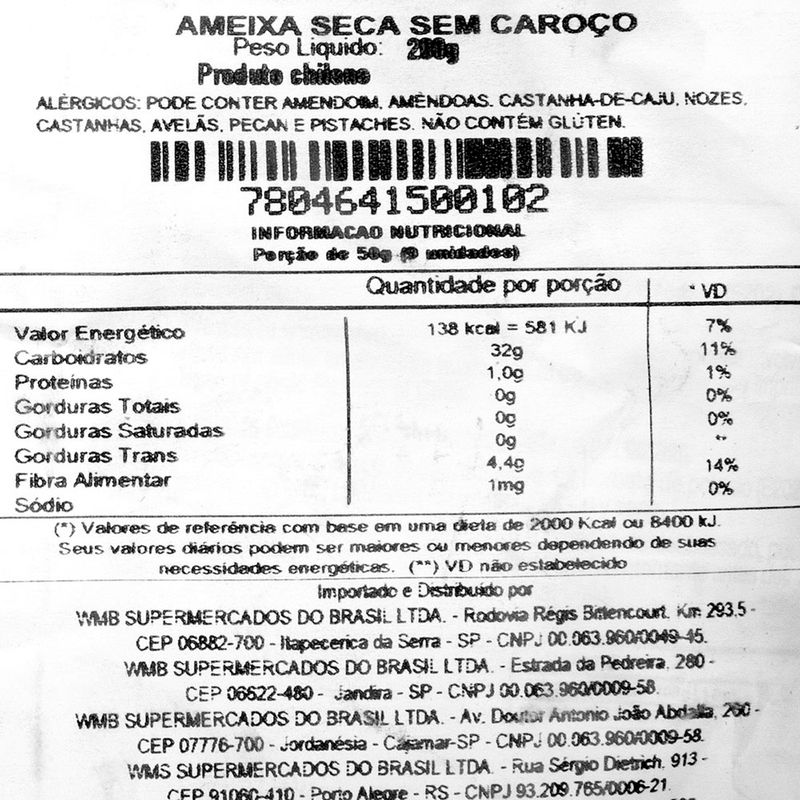 AMEIXA SECA SEM CAROÇO
Peso Liquido: 200g
Produto chileno
ALÉRGICOS: PODE CONTER AMENDOIM, AMÊNDOAS. CASTANHA-DE-CAJU, NOZES,
CASTANHAS, AVELÃS, PECAN E PISTACHES. NÃO CONTÉM GLÚTEN.
7804641500102
INFORMACAO NUTRICIONAL
Porção de 50g (9 unidades)
Quantidade por porção * VD
Valor Energético 138 kcal = 581 KJ 7%
Carboidratos 32g 11%
Proteínas 1,0g 1%
Gorduras Totais 0g 0%
Gorduras Saturadas 0g 0%
Gorduras Trans 0g **
Fibra Alimentar 4,4g 14%
Sódio 1mg 0%
(*) Valores de referência com base em uma dieta de 2000 Kcal ou 8400 kJ.
Seus valores diários podem ser maiores ou menores dependendo de suas
necessidades energéticas. (**) VD não estabelecido
Importado e Distribuído por
WMB SUPERMERCADOS DO BRASIL LTDA. - Rodovia Régis Bittencourt, Km 293,5 -
CEP 06882-700 - Itapecerica da Serra - SP - CNPJ 00.063.960/0049-45.
WMB SUPERMERCADOS DO BRASIL LTDA. - Estrada da Pedreira, 280 -
CEP 06622-480 - Jandira - SP - CNPJ 00.063.960/0009-58.
WMB SUPERMERCADOS DO BRASIL LTDA. - Av. Doutor Antonio João Abdalla, 260 -
CEP 07776-700 - Jordanésia - Cajamar-SP - CNPJ 00.063.960/0009-58.
WMS SUPERMERCADOS DO BRASIL LTDA. - Rua Sérgio Dietrich, 913 -
CEP 91060-410 - Porto Alegre - RS - CNPJ 93.209.765/0006-21.